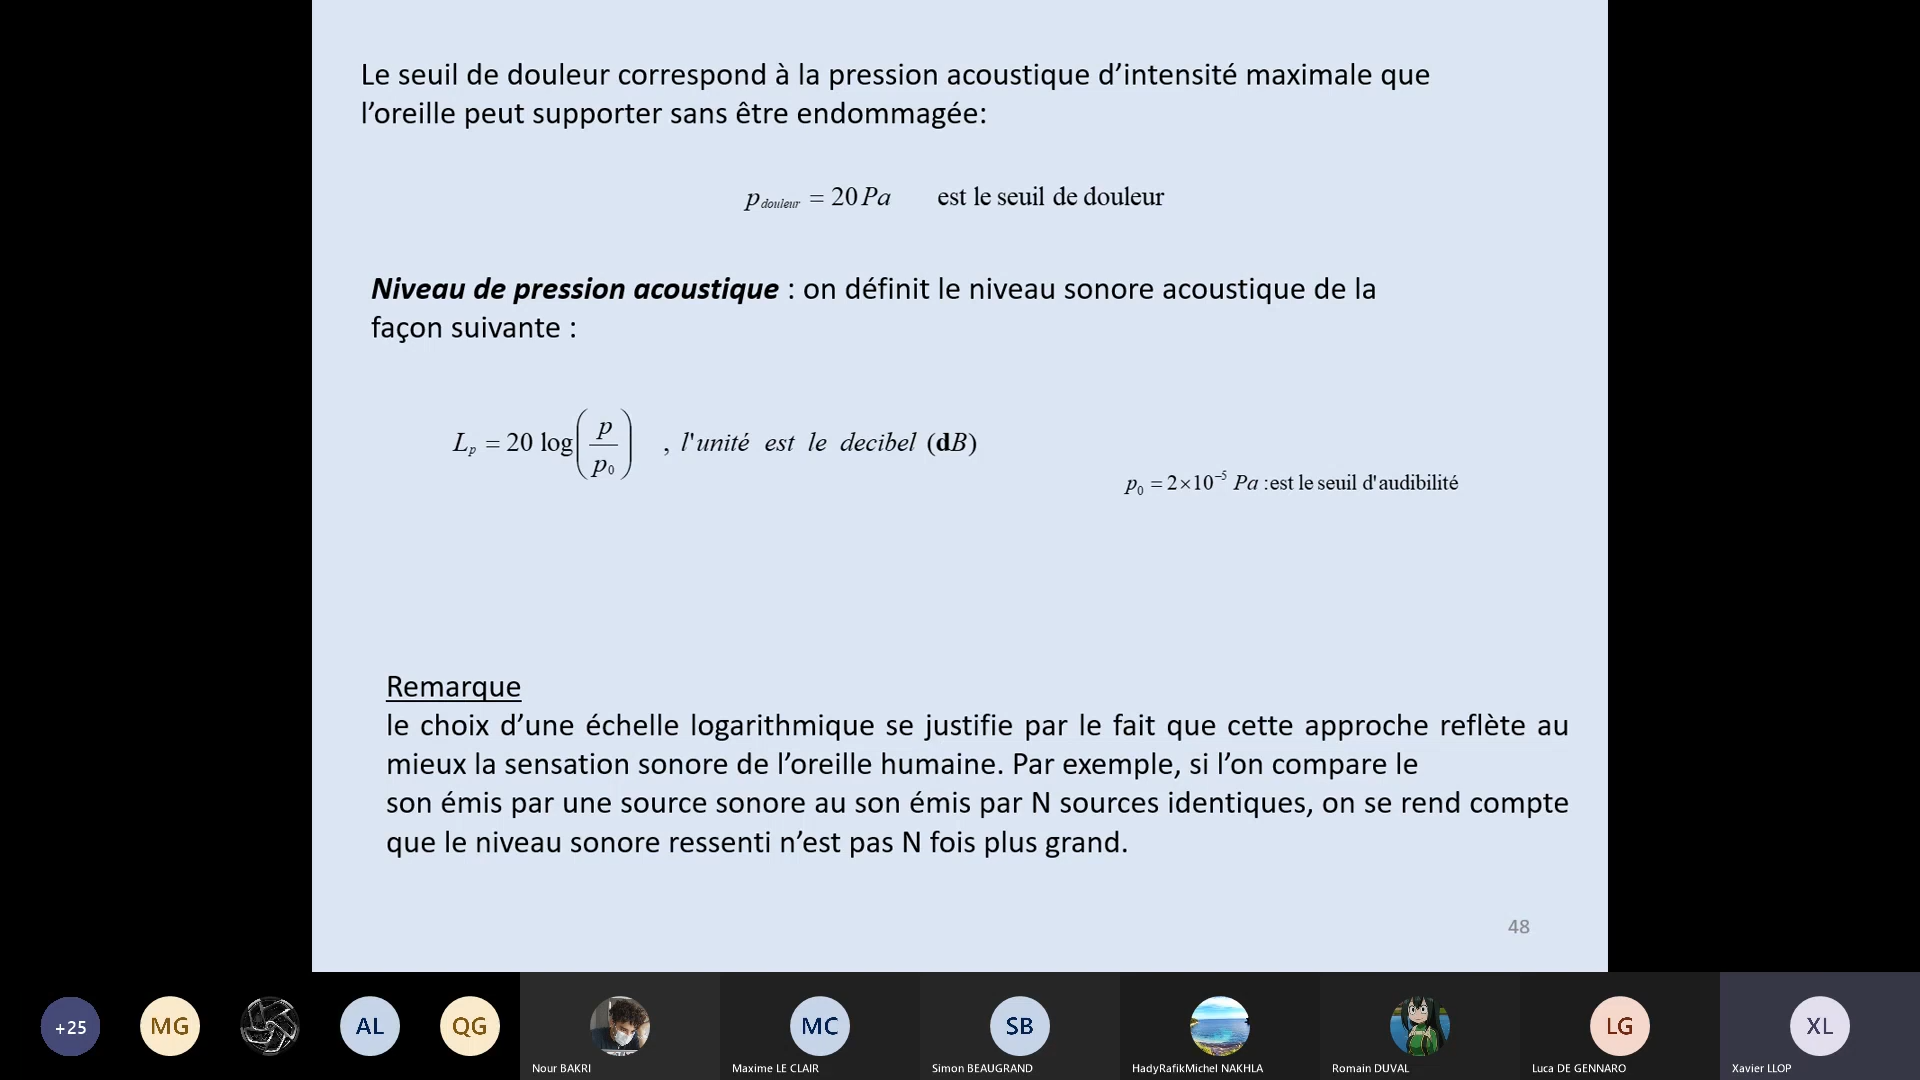 Le seuil de douleur correspond à la pression acoustique d’intensité maximale que
l’oreille peut supporter sans être endommagée:
p douleur = 20 Pa est le seuil de douleur
Niveau de pression acoustique : on définit le niveau sonore acoustique de la
façon suivante :
L_p = 20 log(p/p_0) , l'unité est le decibel (dB)
p_0 = 2×10^{-5} Pa :est le seuil d'audibilité
Remarque
le choix d’une échelle logarithmique se justifie par le fait que cette approche reflète au
mieux la sensation sonore de l’oreille humaine. Par exemple, si l’on compare le
son émis par une source sonore au son émis par N sources identiques, on se rend compte
que le niveau sonore ressenti n’est pas N fois plus grand.
48
+25
MG
AL
QG
MC
SB
LG
XL
Nour BAKRI
Maxime LE CLAIR
Simon BEAUGRAND
HadyRafikMichel NAKHLA
Romain DUVAL
Luca DE GENNARO
Xavier LLOP